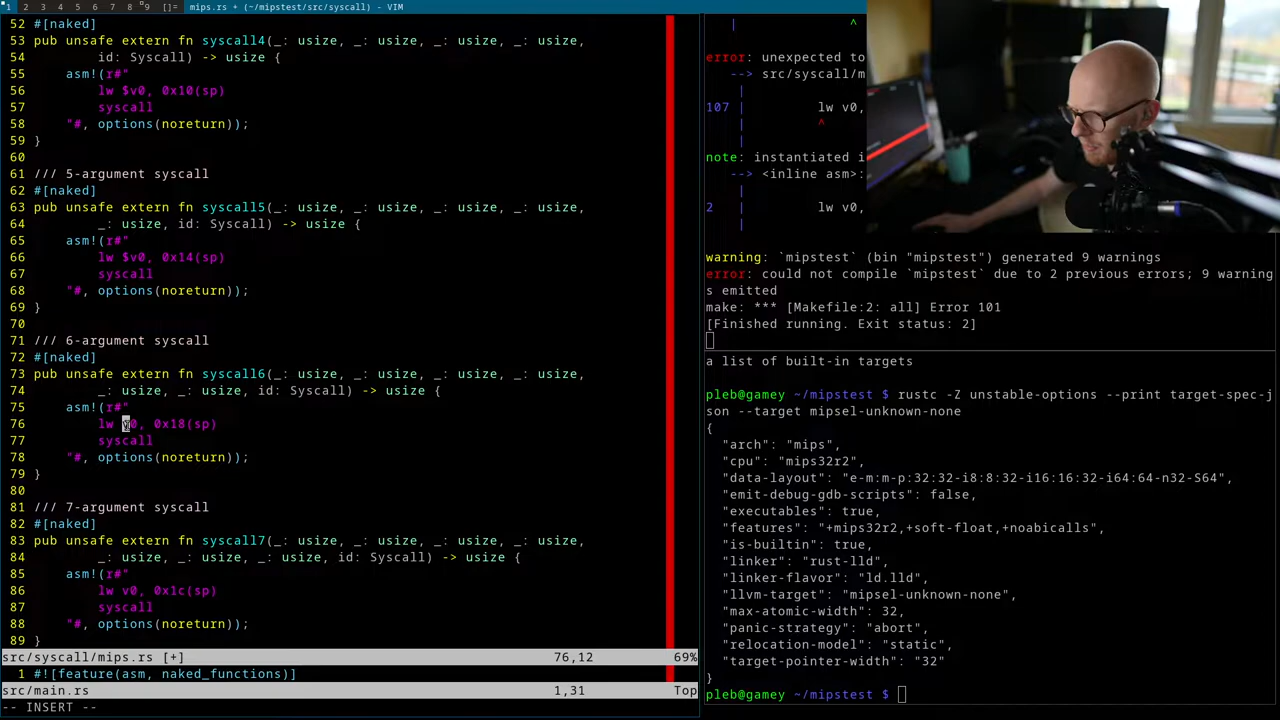 1 2 3 4 5 6 7 8 9 []= mips.rs + (~/mipstest/src/syscall) - VIM
52 #[naked]
53 pub unsafe extern fn syscall4(_: usize, _: usize, _: usize, _: usize,
54 id: Syscall) -> usize {
55 asm!(r#"
56 lw $v0, 0x10(sp)
57 syscall
58 "#, options(noreturn));
59 }
60
61 /// 5-argument syscall
62 #[naked]
63 pub unsafe extern fn syscall5(_: usize, _: usize, _: usize, _: usize,
64 _: usize, id: Syscall) -> usize {
65 asm!(r#"
66 lw $v0, 0x14(sp)
67 syscall
68 "#, options(noreturn));
69 }
70
71 /// 6-argument syscall
72 #[naked]
73 pub unsafe extern fn syscall6(_: usize, _: usize, _: usize, _: usize,
74 _: usize, _: usize, id: Syscall) -> usize {
75 asm!(r#"
76 lw v0, 0x18(sp)
77 syscall
78 "#, options(noreturn));
79 }
80
81 /// 7-argument syscall
82 #[naked]
83 pub unsafe extern fn syscall7(_: usize, _: usize, _: usize, _: usize,
84 _: usize, _: usize, _: usize, id: Syscall) -> usize {
85 asm!(r#"
86 lw v0, 0x1c(sp)
87 syscall
88 "#, options(noreturn));
89 }
src/syscall/mips.rs [+] 76,12 69%
1 #![feature(asm, naked_functions)]
src/main.rs 1,31 Top
-- INSERT --
| ^
error: unexpected to
--> src/syscall/m
|
107 | lw v0,
| ^
|
note: instantiated i
--> <inline asm>:
|
2 | lw v0,
|
warning: `mipstest` (bin "mipstest") generated 9 warnings
error: could not compile `mipstest` due to 2 previous errors; 9 warning
s emitted
make: *** [Makefile:2: all] Error 101
[Finished running. Exit status: 2]
a list of built-in targets
pleb@gamey ~/mipstest $ rustc -Z unstable-options --print target-spec-j
son --target mipsel-unknown-none
{
"arch": "mips",
"cpu": "mips32r2",
"data-layout": "e-m:m-p:32:32-i8:8:32-i16:16:32-i64:64-n32-S64",
"emit-debug-gdb-scripts": false,
"executables": true,
"features": "+mips32r2,+soft-float,+noabicalls",
"is-builtin": true,
"linker": "rust-lld",
"linker-flavor": "ld.lld",
"llvm-target": "mipsel-unknown-none",
"max-atomic-width": 32,
"panic-strategy": "abort",
"relocation-model": "static",
"target-pointer-width": "32"
}
pleb@gamey ~/mipstest $